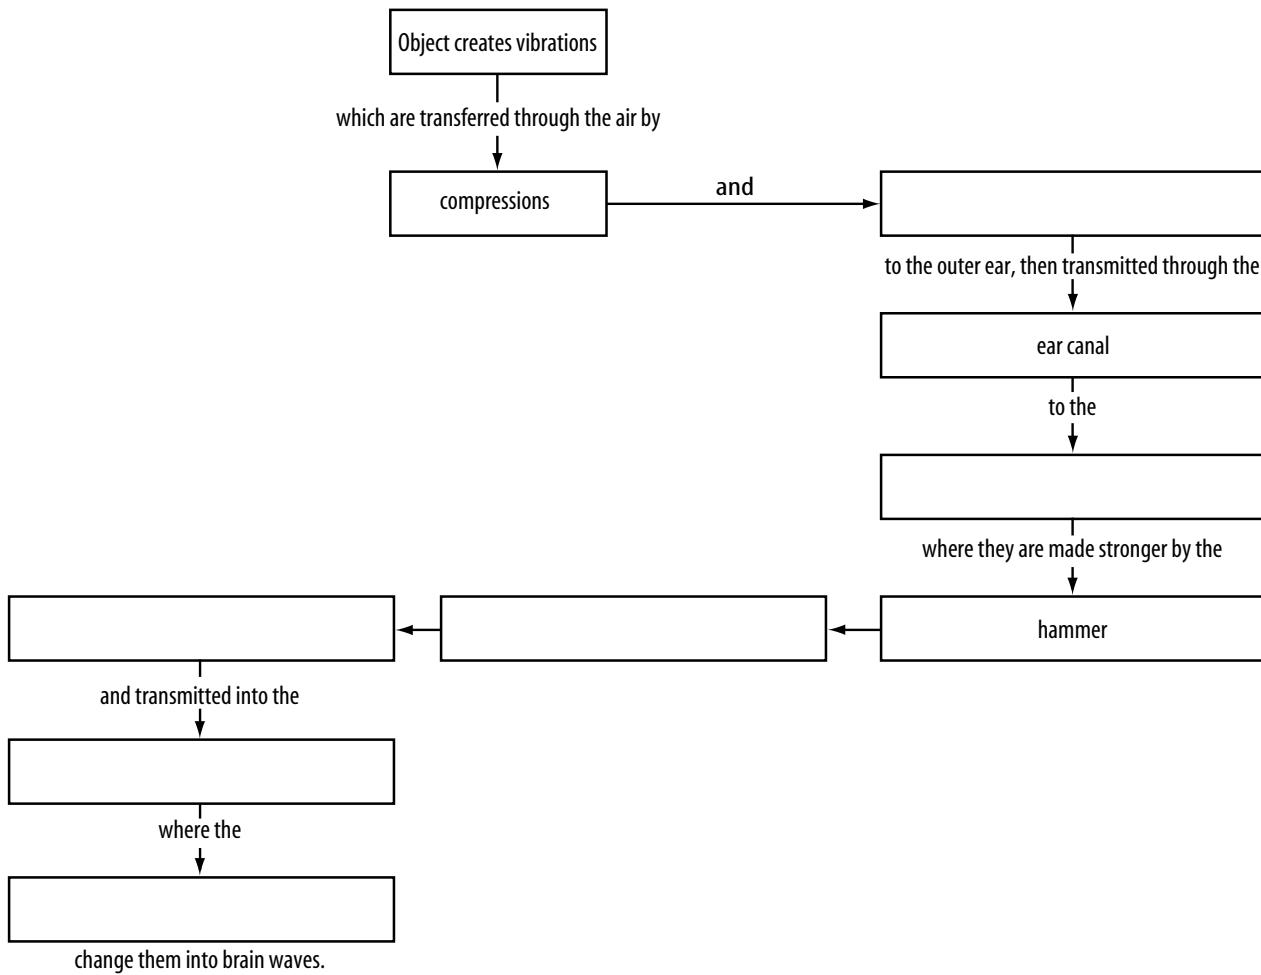 Object creates vibrations
which are transferred through the air by
compressions
and
to the outer ear, then transmitted through the
ear canal
to the
where they are made stronger by the
hammer
and transmitted into the
where the
change them into brain waves.